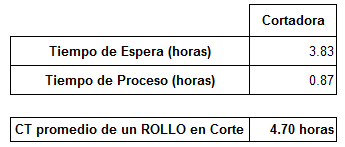 Cortadora
Tiempo de Espera (horas) 3.83
Tiempo de Proceso (horas) 0.87
CT promedio de un ROLLO en Corte 4.70 horas